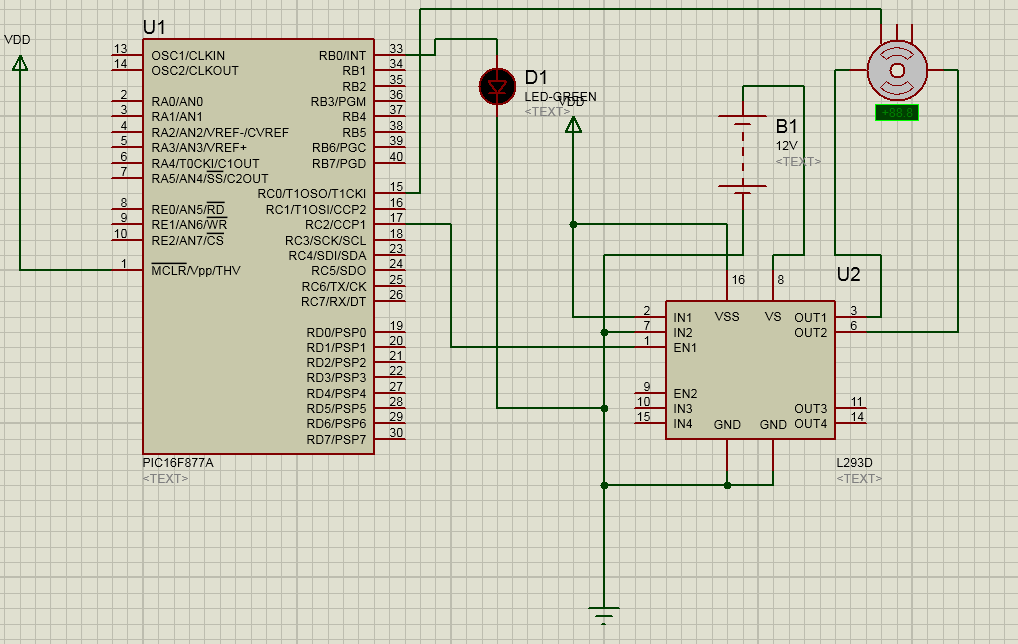 VDD
U1
13 OSC1/CLKIN
14 OSC2/CLKOUT
2 RA0/AN0
3 RA1/AN1
4 RA2/AN2/VREF-/CVREF
5 RA3/AN3/VREF+
6 RA4/T0CKI/C1OUT
7 RA5/AN4/SS/C2OUT
8 RE0/AN5/RD
9 RE1/AN6/WR
10 RE2/AN7/CS
1 MCLR/Vpp/THV
RB0/INT 33
RB1 34
RB2 35
RB3/PGM 36
RB4 37
RB5 38
RB6/PGC 39
RB7/PGD 40
RC0/T1OSO/T1CKI 15
RC1/T1OSI/CCP2 16
RC2/CCP1 17
RC3/SCK/SCL 18
RC4/SDI/SDA 23
RC5/SDO 24
RC6/TX/CK 25
RC7/RX/DT 26
RD0/PSP0 19
RD1/PSP1 20
RD2/PSP2 21
RD3/PSP3 22
RD4/PSP4 27
RD5/PSP5 28
RD6/PSP6 29
RD7/PSP7 30
PIC16F877A
<TEXT>
D1
LED-GREEN
<TEXT>
VDD
B1
12V
<TEXT>
+88.8
U2
16 8
VSS VS
2 IN1
7 IN2
1 EN1
9 EN2
10 IN3
15 IN4
OUT1 3
OUT2 6
OUT3 11
OUT4 14
GND GND
L293D
<TEXT>